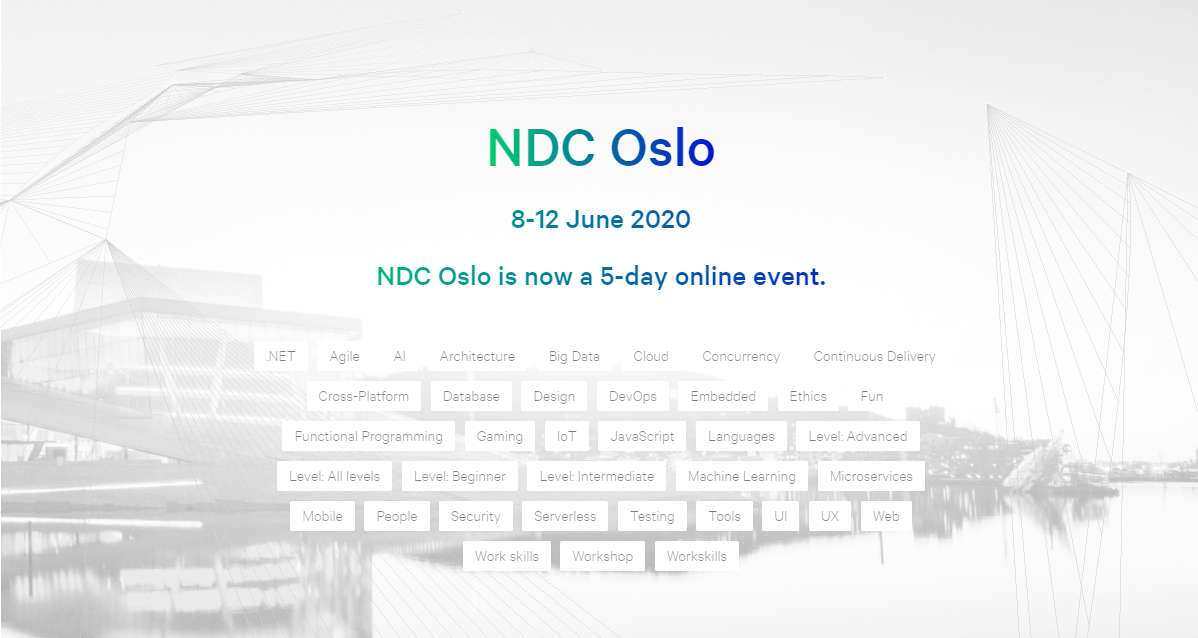 NDC Oslo
8-12 June 2020
NDC Oslo is now a 5-day online event.
.NET Agile AI Architecture Big Data Cloud Concurrency Continuous Delivery
Cross-Platform Database Design DevOps Embedded Ethics Fun
Functional Programming Gaming IoT JavaScript Languages Level: Advanced
Level: All levels Level: Beginner Level: Intermediate Machine Learning Microservices
Mobile People Security Serverless Testing Tools UI UX Web
Work skills Workshop Workskills